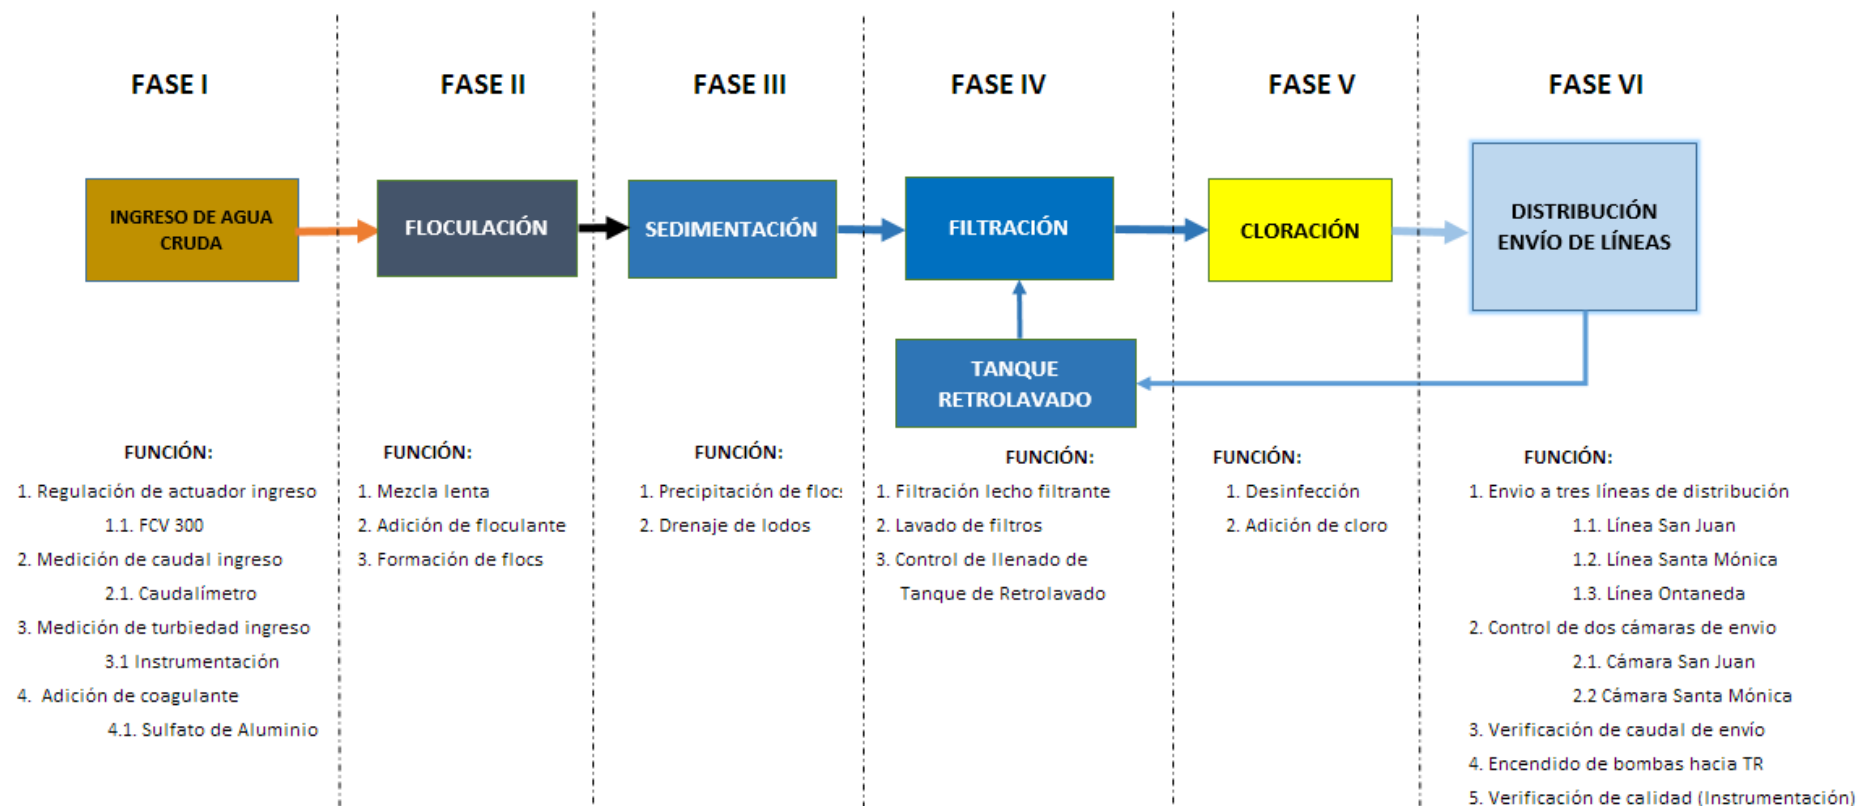 FASE I
FASE II
FASE III
FASE IV
FASE V
FASE VI
INGRESO DE AGUA
CRUDA
FLOCULACIÓN
SEDIMENTACIÓN
FILTRACIÓN
CLORACIÓN
DISTRIBUCIÓN
ENVÍO DE LÍNEAS
TANQUE
RETROLAVADO
FUNCIÓN:
1. Regulación de actuador ingreso
1.1. FCV 300
2. Medición de caudal ingreso
2.1. Caudalímetro
3. Medición de turbiedad ingreso
3.1 Instrumentación
4. Adición de coagulante
4.1. Sulfato de Aluminio
FUNCIÓN:
1. Mezcla lenta
2. Adición de floculante
3. Formación de flocs
FUNCIÓN:
1. Precipitación de flocs
2. Drenaje de lodos
FUNCIÓN:
1. Filtración lecho filtrante
2. Lavado de filtros
3. Control de llenado de
Tanque de Retrolavado
FUNCIÓN:
1. Desinfección
2. Adición de cloro
FUNCIÓN:
1. Envio a tres líneas de distribución
1.1. Línea San Juan
1.2. Línea Santa Mónica
1.3. Línea Ontaneda
2. Control de dos cámaras de envio
2.1. Cámara San Juan
2.2 Cámara Santa Mónica
3. Verificación de caudal de envío
4. Encendido de bombas hacia TR
5. Verificación de calidad (Instrumentación)